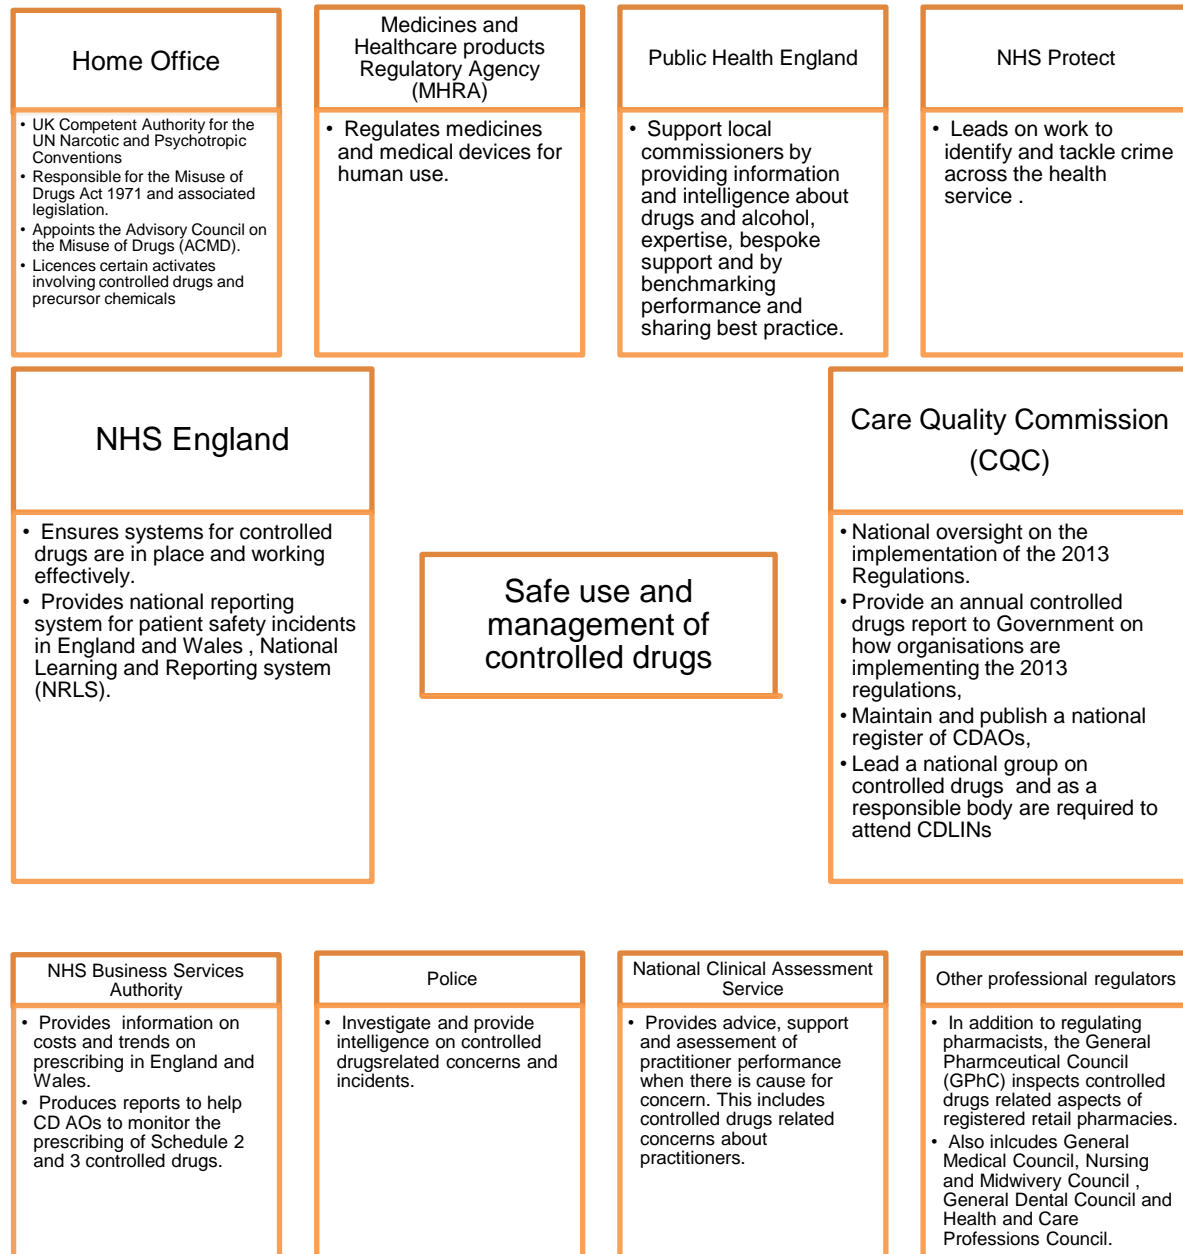 Home Office
• UK Competent Authority for the
UN Narcotic and Psychotropic
Conventions
• Responsible for the Misuse of
Drugs Act 1971 and associated
legislation.
• Appoints the Advisory Council on
the Misuse of Drugs (ACMD).
• Licences certain activates
involving controlled drugs and
precursor chemicals
Medicines and
Healthcare products
Regulatory Agency
(MHRA)
• Regulates medicines
and medical devices for
human use.
Public Health England
• Support local
commissioners by
providing information
and intelligence about
drugs and alcohol,
expertise, bespoke
support and by
benchmarking
performance and
sharing best practice.
NHS Protect
• Leads on work to
identify and tackle crime
across the health
service .
NHS England
• Ensures systems for controlled
drugs are in place and working
effectively.
• Provides national reporting
system for patient safety incidents
in England and Wales , National
Learning and Reporting system
(NRLS).
Safe use and
management of
controlled drugs
Care Quality Commission
(CQC)
• National oversight on the
implementation of the 2013
Regulations.
• Provide an annual controlled
drugs report to Government on
how organisations are
implementing the 2013
regulations,
• Maintain and publish a national
register of CDAOs,
• Lead a national group on
controlled drugs and as a
responsible body are required to
attend CDLINs
NHS Business Services
Authority
• Provides information on
costs and trends on
prescribing in England and
Wales.
• Produces reports to help
CD AOs to monitor the
prescribing of Schedule 2
and 3 controlled drugs.
Police
• Investigate and provide
intelligence on controlled
drugsrelated concerns and
incidents.
National Clinical Assessment
Service
• Provides advice, support
and asessement of
practitioner performance
when there is cause for
concern. This includes
controlled drugs related
concerns about
practitioners.
Other professional regulators
• In addition to regulating
pharmacists, the General
Pharmceutical Council
(GPhC) inspects controlled
drugs related aspects of
registered retail pharmacies.
• Also inlcudes General
Medical Council, Nursing
and Midwivery Council ,
General Dental Council and
Health and Care
Professions Council.